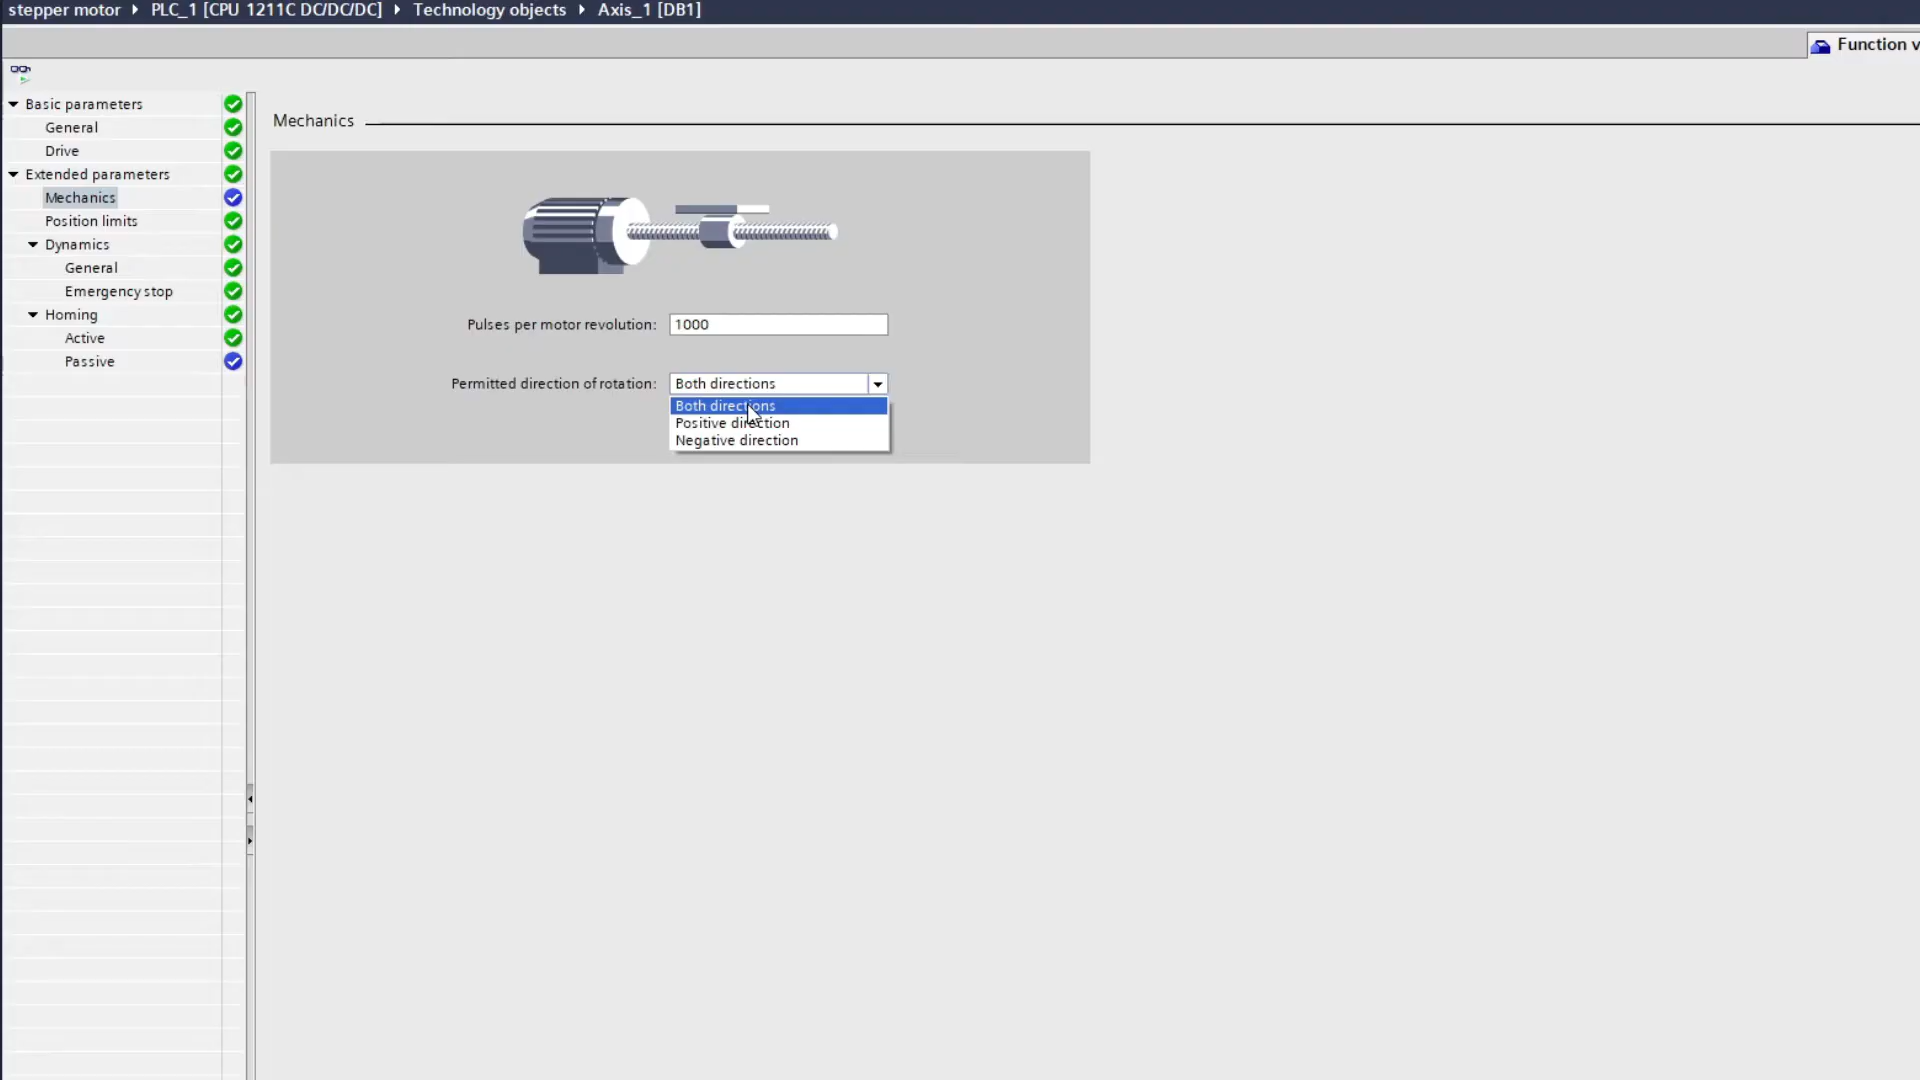 stepper motor ▸ PLC_1 [CPU 1211C DC/DC/DC] ▸ Technology objects ▸ Axis_1 [DB1]
Function v
Basic parameters
General
Drive
Extended parameters
Mechanics
Position limits
Dynamics
General
Emergency stop
Homing
Active
Passive
Mechanics
Pulses per motor revolution: 1000
Permitted direction of rotation: Both directions
Both directions
Positive direction
Negative direction